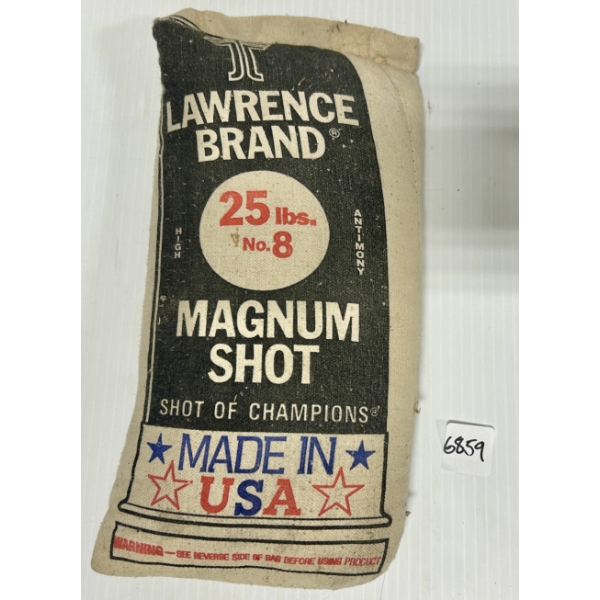 LAWRENCE
BRAND®
25 lbs.
No. 8
HIGH
ANTIMONY
MAGNUM
SHOT
SHOT OF CHAMPIONS®
MADE IN
USA
WARNING—SEE REVERSE SIDE OF BAG BEFORE USING PRODUCT
6859